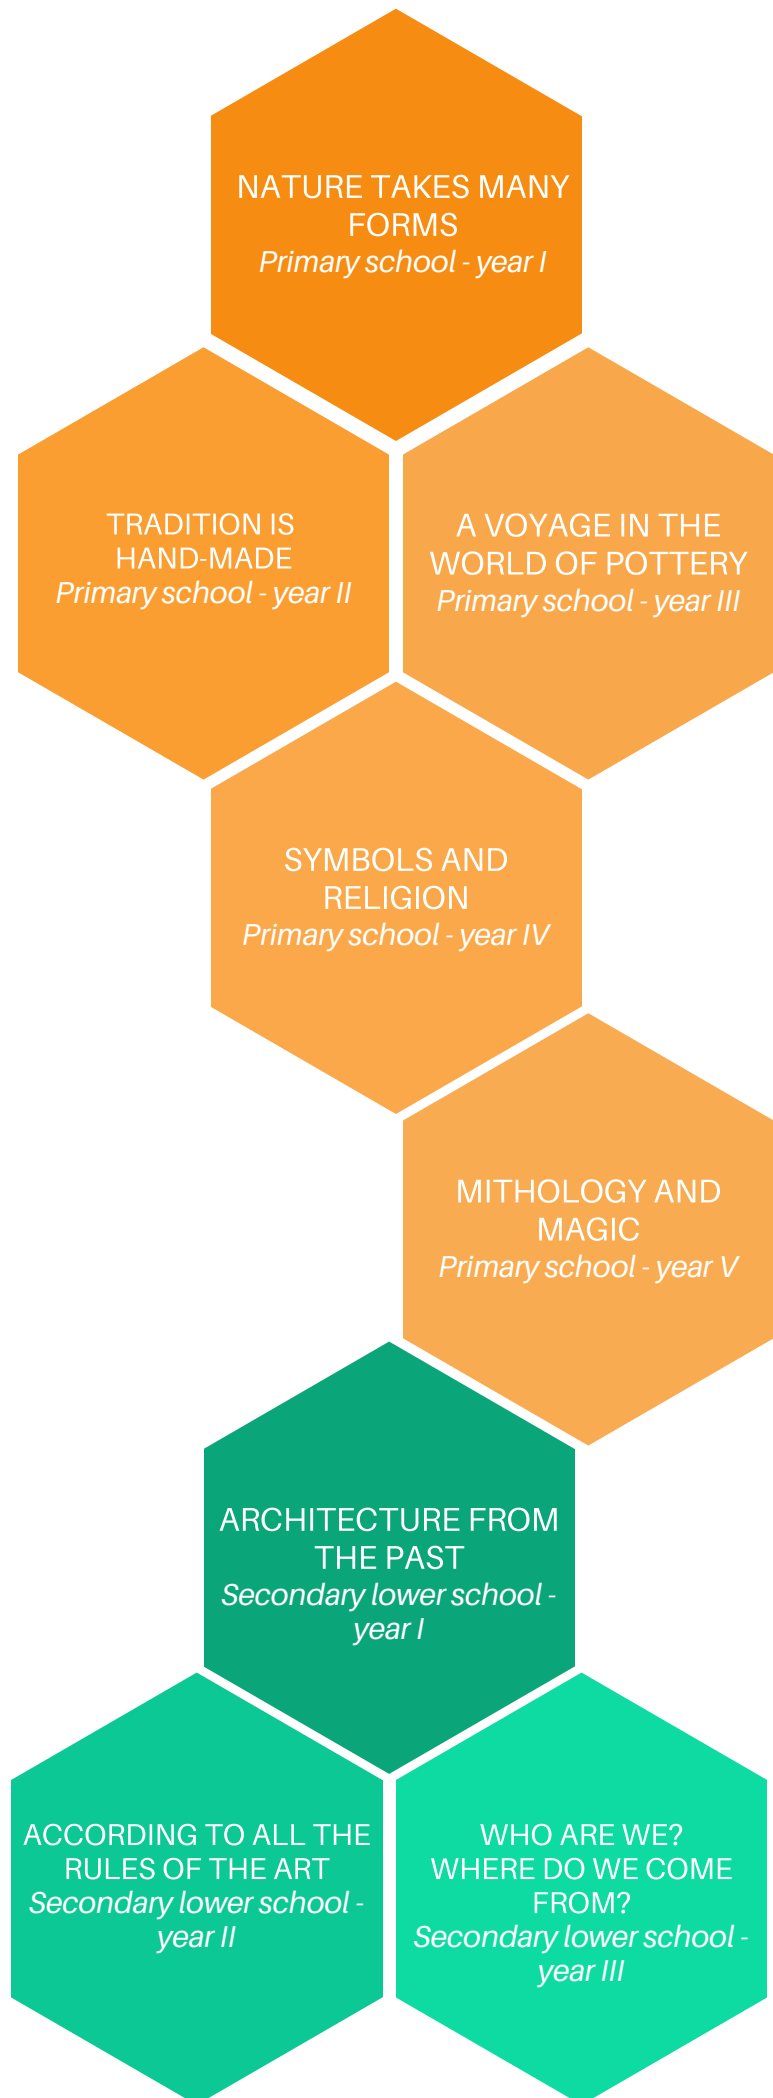 NATURE TAKES MANY
FORMS
Primary school - year I
TRADITION IS
HAND-MADE
Primary school - year II
A VOYAGE IN THE
WORLD OF POTTERY
Primary school - year III
SYMBOLS AND
RELIGION
Primary school - year IV
MITHOLOGY AND
MAGIC
Primary school - year V
ARCHITECTURE FROM
THE PAST
Secondary lower school -
year I
ACCORDING TO ALL THE
RULES OF THE ART
Secondary lower school -
year II
WHO ARE WE?
WHERE DO WE COME
FROM?
Secondary lower school -
year III